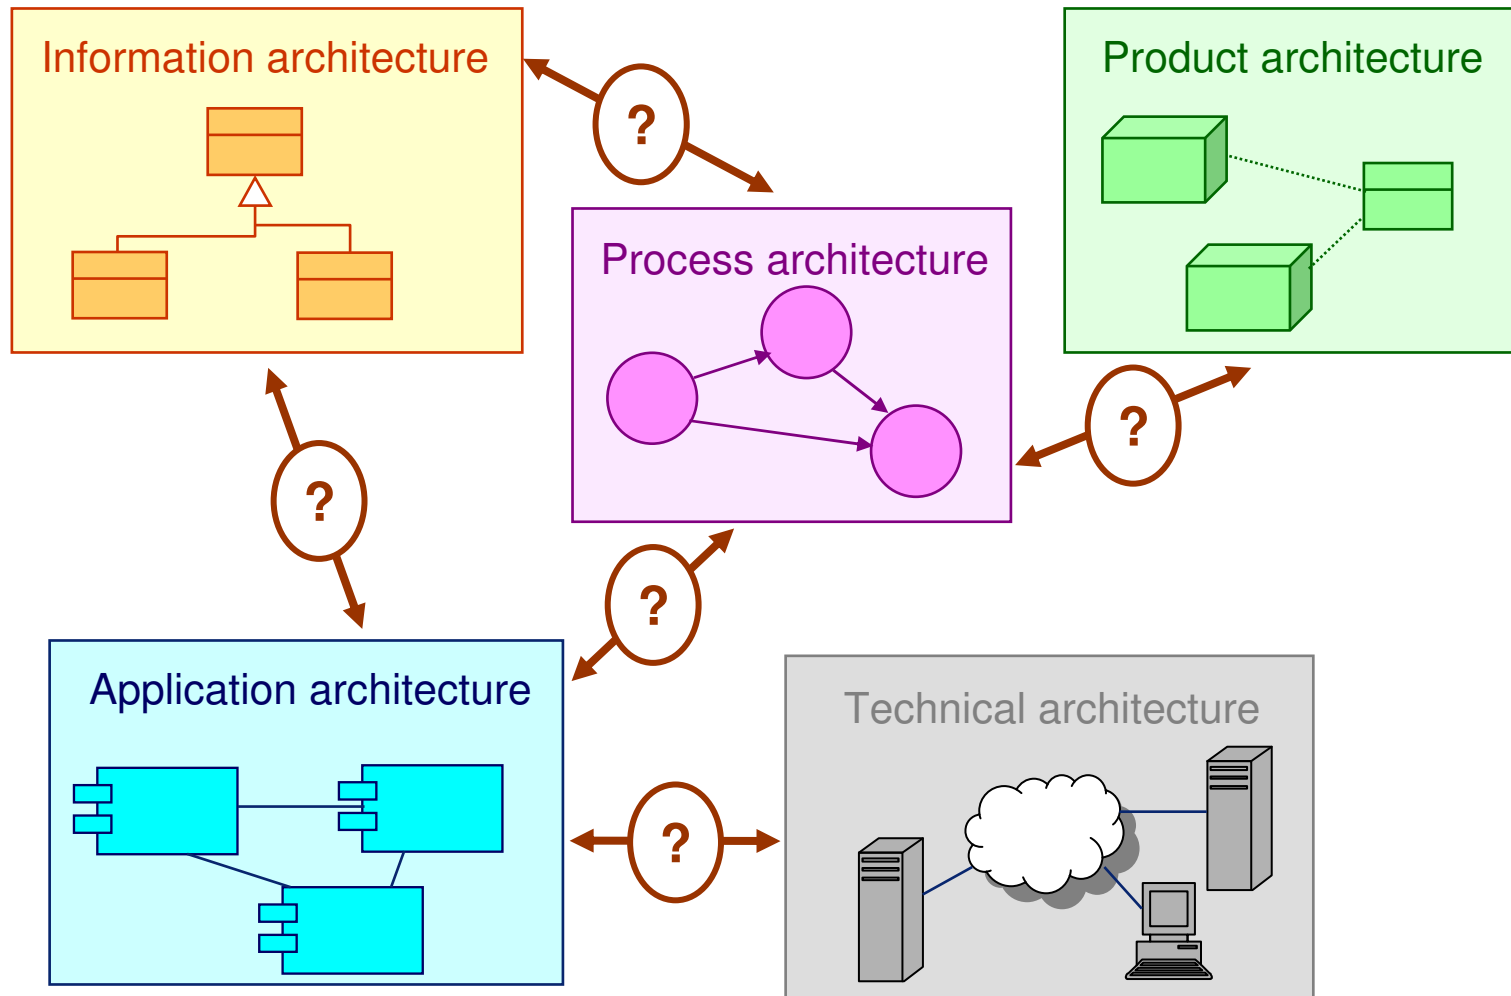 Information architecture
Product architecture
?
Process architecture
?
?
?
Application architecture
Technical architecture
?